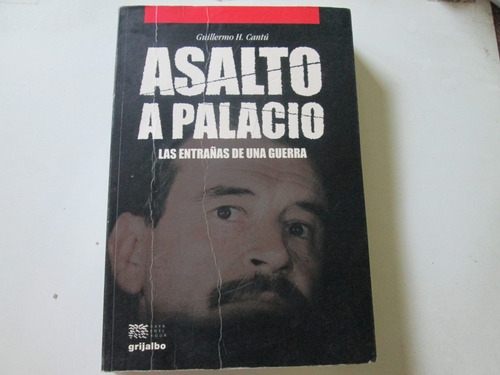 Guillermo H. Cantú
ASALTO
A PALACIO
LAS ENTRAÑAS DE UNA GUERRA
grijalbo